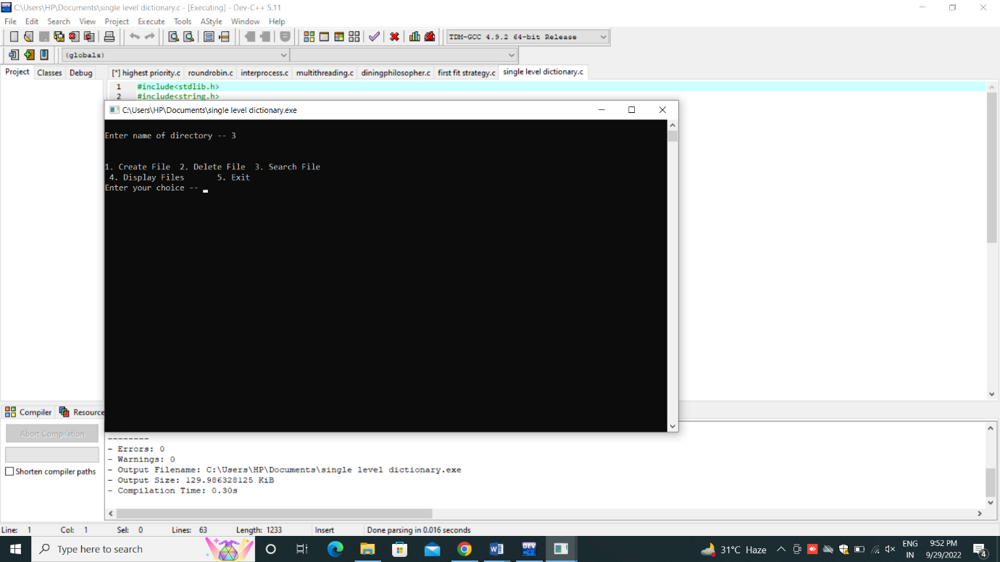 C:\Users\HP\Documents\single level dictionary.c - [Executing] - Dev-C++ 5.11
File Edit Search View Project Execute Tools AStyle Window Help
TDM-GCC 4.9.2 64-bit Release
(globals)
Project Classes Debug [*] highest priority.c roundrobin.c interprocess.c multithreading.c diningphilosopher.c first fit strategy.c single level dictionary.c
1 #include<stdlib.h>
2 #include<string.h>
C:\Users\HP\Documents\single level dictionary.exe
Enter name of directory -- 3
1. Create File 2. Delete File 3. Search File
4. Display Files 5. Exit
Enter your choice --
Compiler Resource
Abort Compilation
Shorten compiler paths
--------
- Errors: 0
- Warnings: 0
- Output Filename: C:\Users\HP\Documents\single level dictionary.exe
- Output Size: 129.986328125 KiB
- Compilation Time: 0.30s
Line: 1 Col: 1 Sel: 0 Lines: 63 Length: 1233 Insert Done parsing in 0.016 seconds
Type here to search
DEV
31°C Haze
ENG
IN
9:52 PM
9/29/2022
4